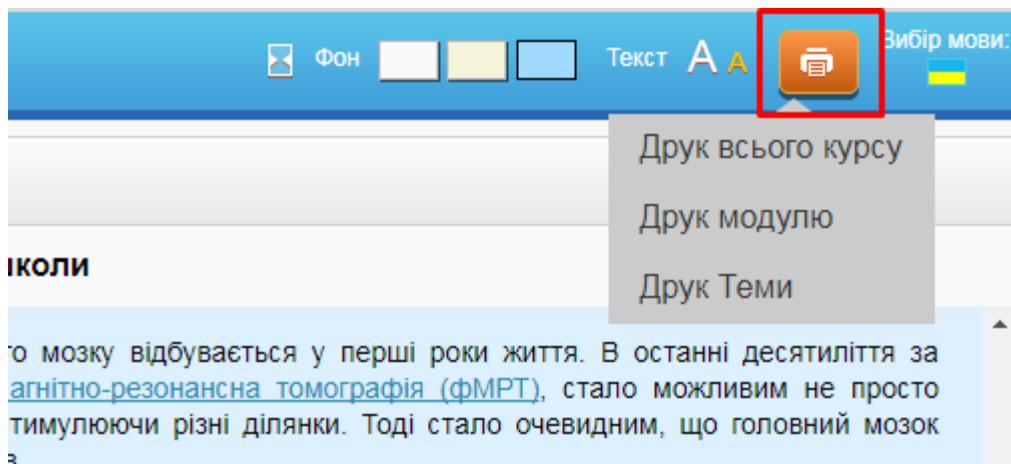 Фон Текст А А Вибір мови:
Друк всього курсу
Друк модулю
Друк Теми
коли
го мозку відбувається у перші роки життя. В останні десятиліття за
агнітно-резонансна томографія (фМРТ), стало можливим не просто
тимулюючи різні ділянки. Тоді стало очевидним, що головний мозок